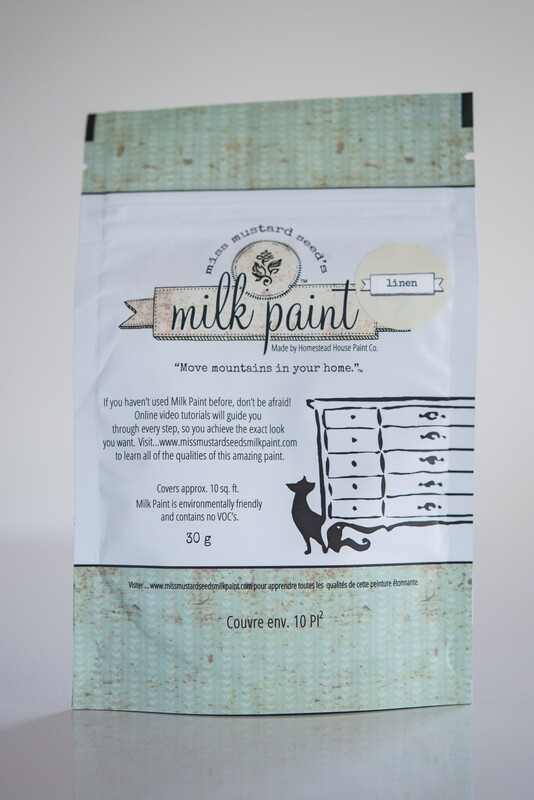 miss mustard seed's
milk paint™
linen
Made by Homestead House Paint Co.
“Move mountains in your home.”™
If you haven't used Milk Paint before, don't be afraid!
Online video tutorials will guide you
through every step, so you achieve the exact look
you want. Visit...www.missmustardseedsmilkpaint.com
to learn all of the qualities of this amazing paint.
Covers approx. 10 sq. ft.
Milk Paint is environmentally friendly
and contains no VOC's.
30 g
Visiter ...www.missmustardseedsmilkpaint.com pour apprendre toutes les qualités de cette peinture étonnante.
Couvre env. 10 PI²